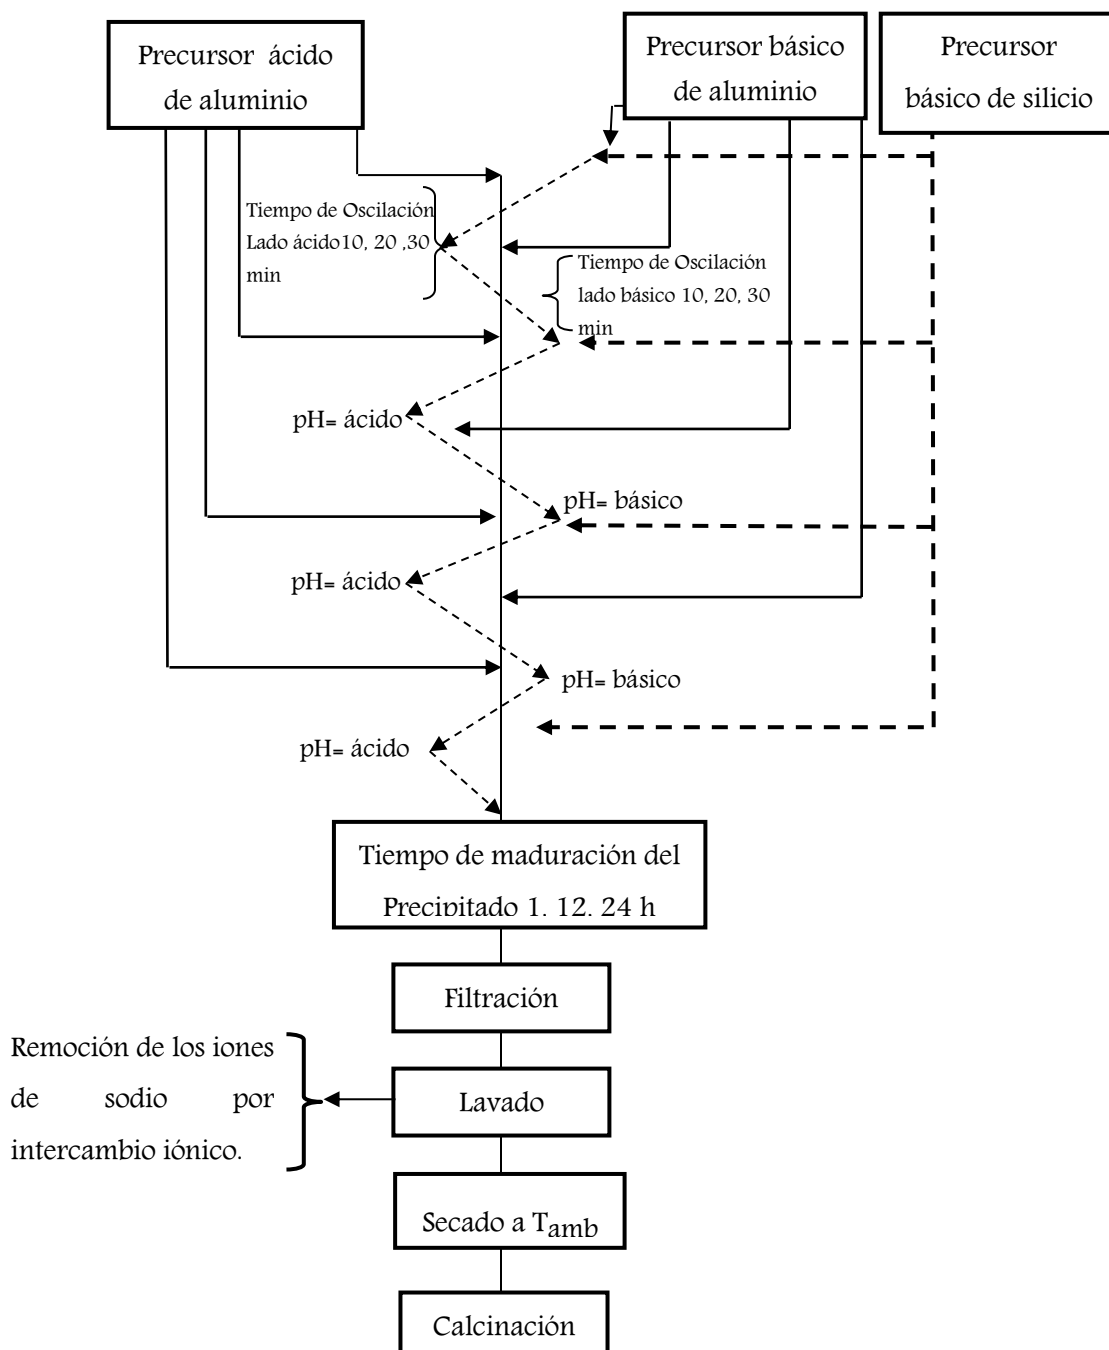 Precursor ácido
de aluminio
Precursor básico
de aluminio
Precursor
básico de silicio
Tiempo de Oscilación
Lado ácido10, 20 ,30
min
Tiempo de Oscilación
lado básico 10, 20, 30
min
pH= ácido
pH= básico
pH= ácido
pH= básico
pH= ácido
Tiempo de maduración del
Precipitado 1, 12, 24 h
Filtración
Remoción de los iones
de sodio por
intercambio iónico.
Lavado
Secado a Tamb
Calcinación